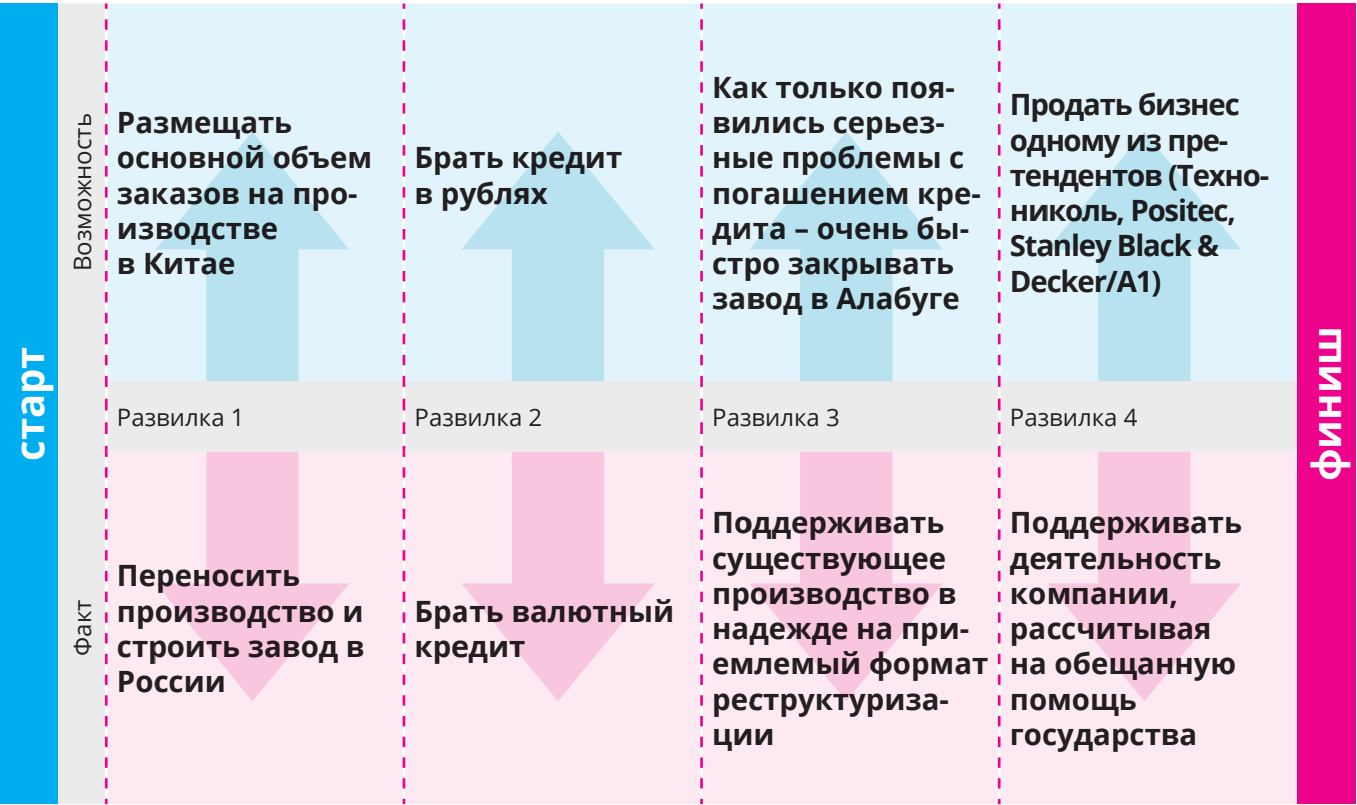 старт
Возможность
Размещать
основной объем
заказов на про-
изводстве
в Китае
Брать кредит
в рублях
Как только поя-
вились серьез-
ные проблемы с
погашением кре-
дита – очень бы-
стро закрывать
завод в Алабуге
Продать бизнес
одному из пре-
тендентов (Техно-
николь, Positec,
Stanley Black &
Decker/A1)
Развилка 1
Развилка 2
Развилка 3
Развилка 4
Факт
Переносить
производство и
строить завод в
России
Брать валютный
кредит
Поддерживать
существующее
производство в
надежде на при-
емлемый формат
реструктуриза-
ции
Поддерживать
деятельность
компании,
рассчитывая
на обещанную
помощь
государства
финиш